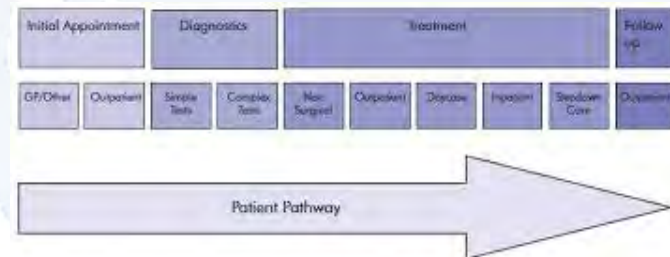 Initial Appointment
Diagnostics
Treatment
Follow
up
GP/Other
Outpatient
Simple
Tests
Complex
Tests
Non
Surgical
Outpatient
Daycase
Inpatient
Stepdown
Care
Outpatient
Patient Pathway